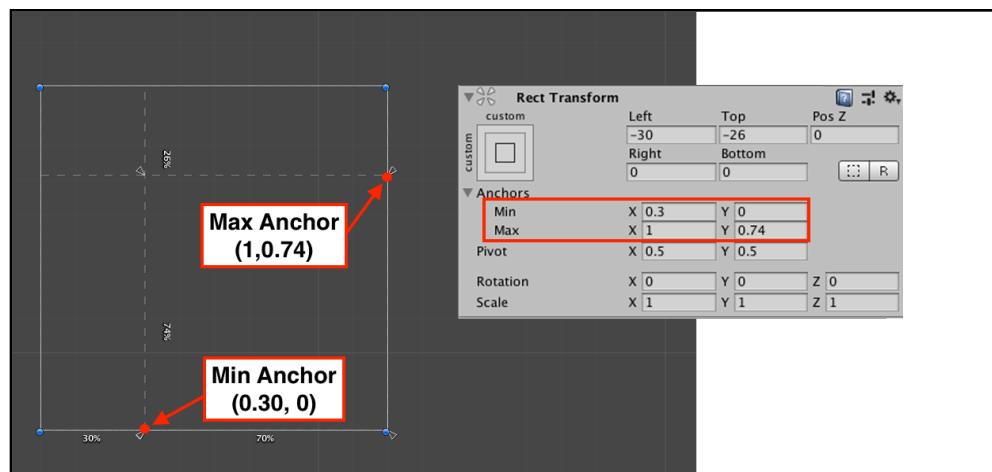 26%
Max Anchor
(1,0.74)
74%
Min Anchor
(0.30, 0)
30% 70%
Rect Transform
custom Left Top Pos Z
custom
-30 -26 0
Right Bottom
0 0 R
Anchors
Min X 0.3 Y 0
Max X 1 Y 0.74
Pivot X 0.5 Y 0.5
Rotation X 0 Y 0 Z 0
Scale X 1 Y 1 Z 1